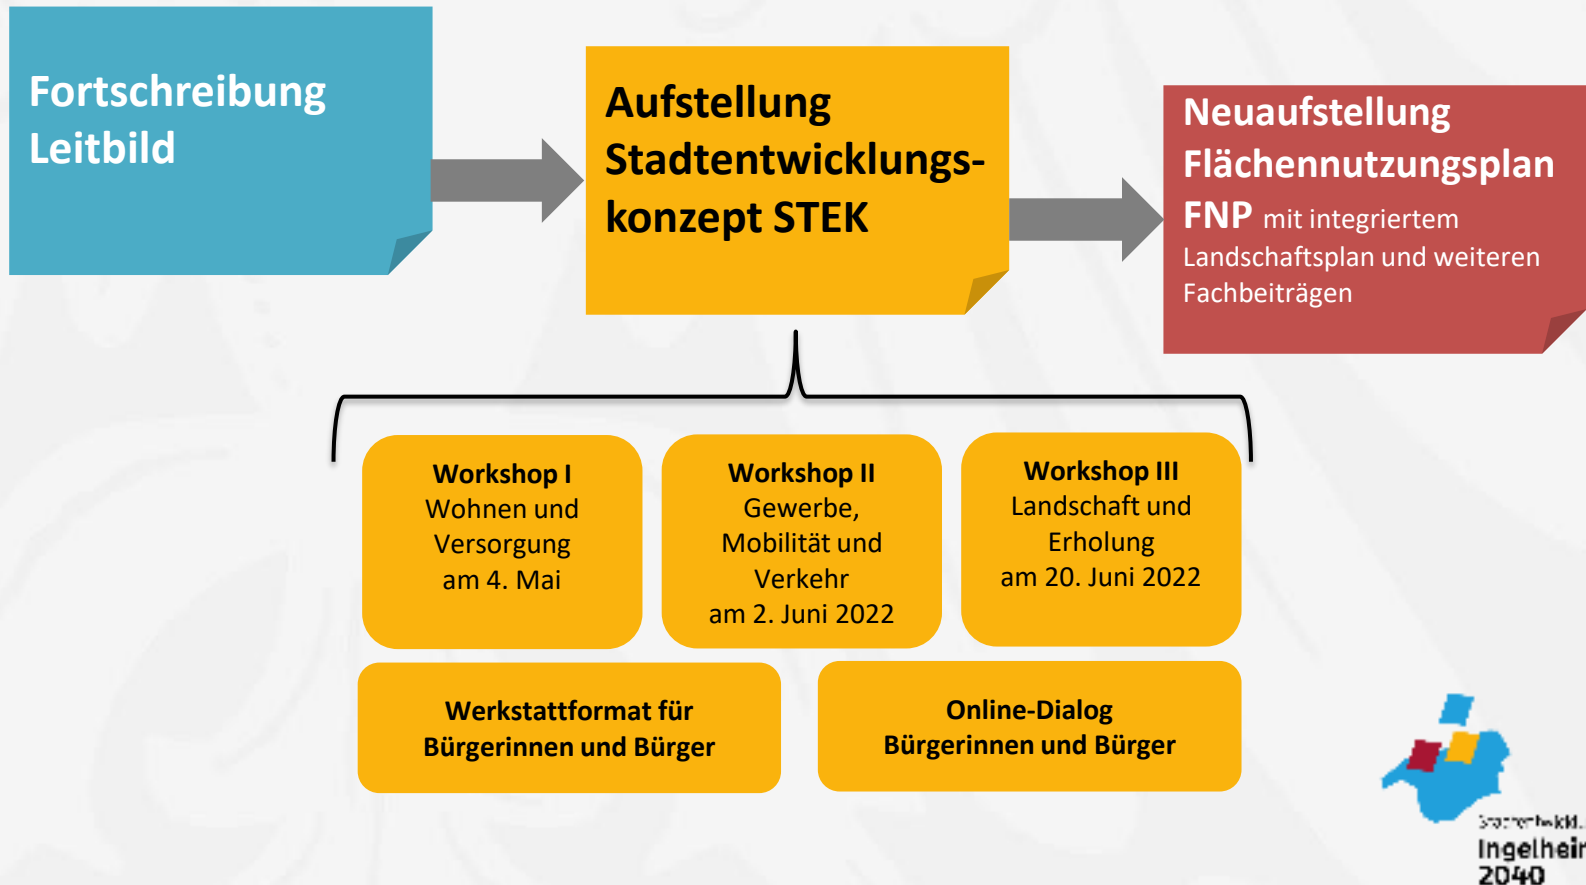 Fortschreibung
Leitbild
Aufstellung
Stadtentwicklungs-
konzept STEK
Neuaufstellung
Flächennutzungsplan
FNP mit integriertem
Landschaftsplan und weiteren
Fachbeiträgen
Workshop I
Wohnen und
Versorgung
am 4. Mai
Workshop II
Gewerbe,
Mobilität und
Verkehr
am 2. Juni 2022
Workshop III
Landschaft und
Erholung
am 20. Juni 2022
Werkstattformat für
Bürgerinnen und Bürger
Online-Dialog
Bürgerinnen und Bürger
2040